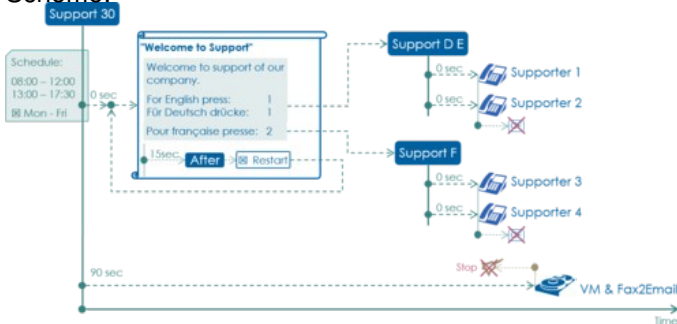 Support 30
Schedule:
08:00 – 12:00
13:00 – 17:30
Mon - Fri
0 sec
"Welcome to Support"
Welcome to support of our
company.
For English press: 1
Für Deutsch drücke: 1
Pour française presse: 2
15sec
After
Restart
Support D E
0 sec
Supporter 1
0 sec
Supporter 2
Support F
0 sec
Supporter 3
0 sec
Supporter 4
90 sec
Stop
VM & Fax2Email
Time